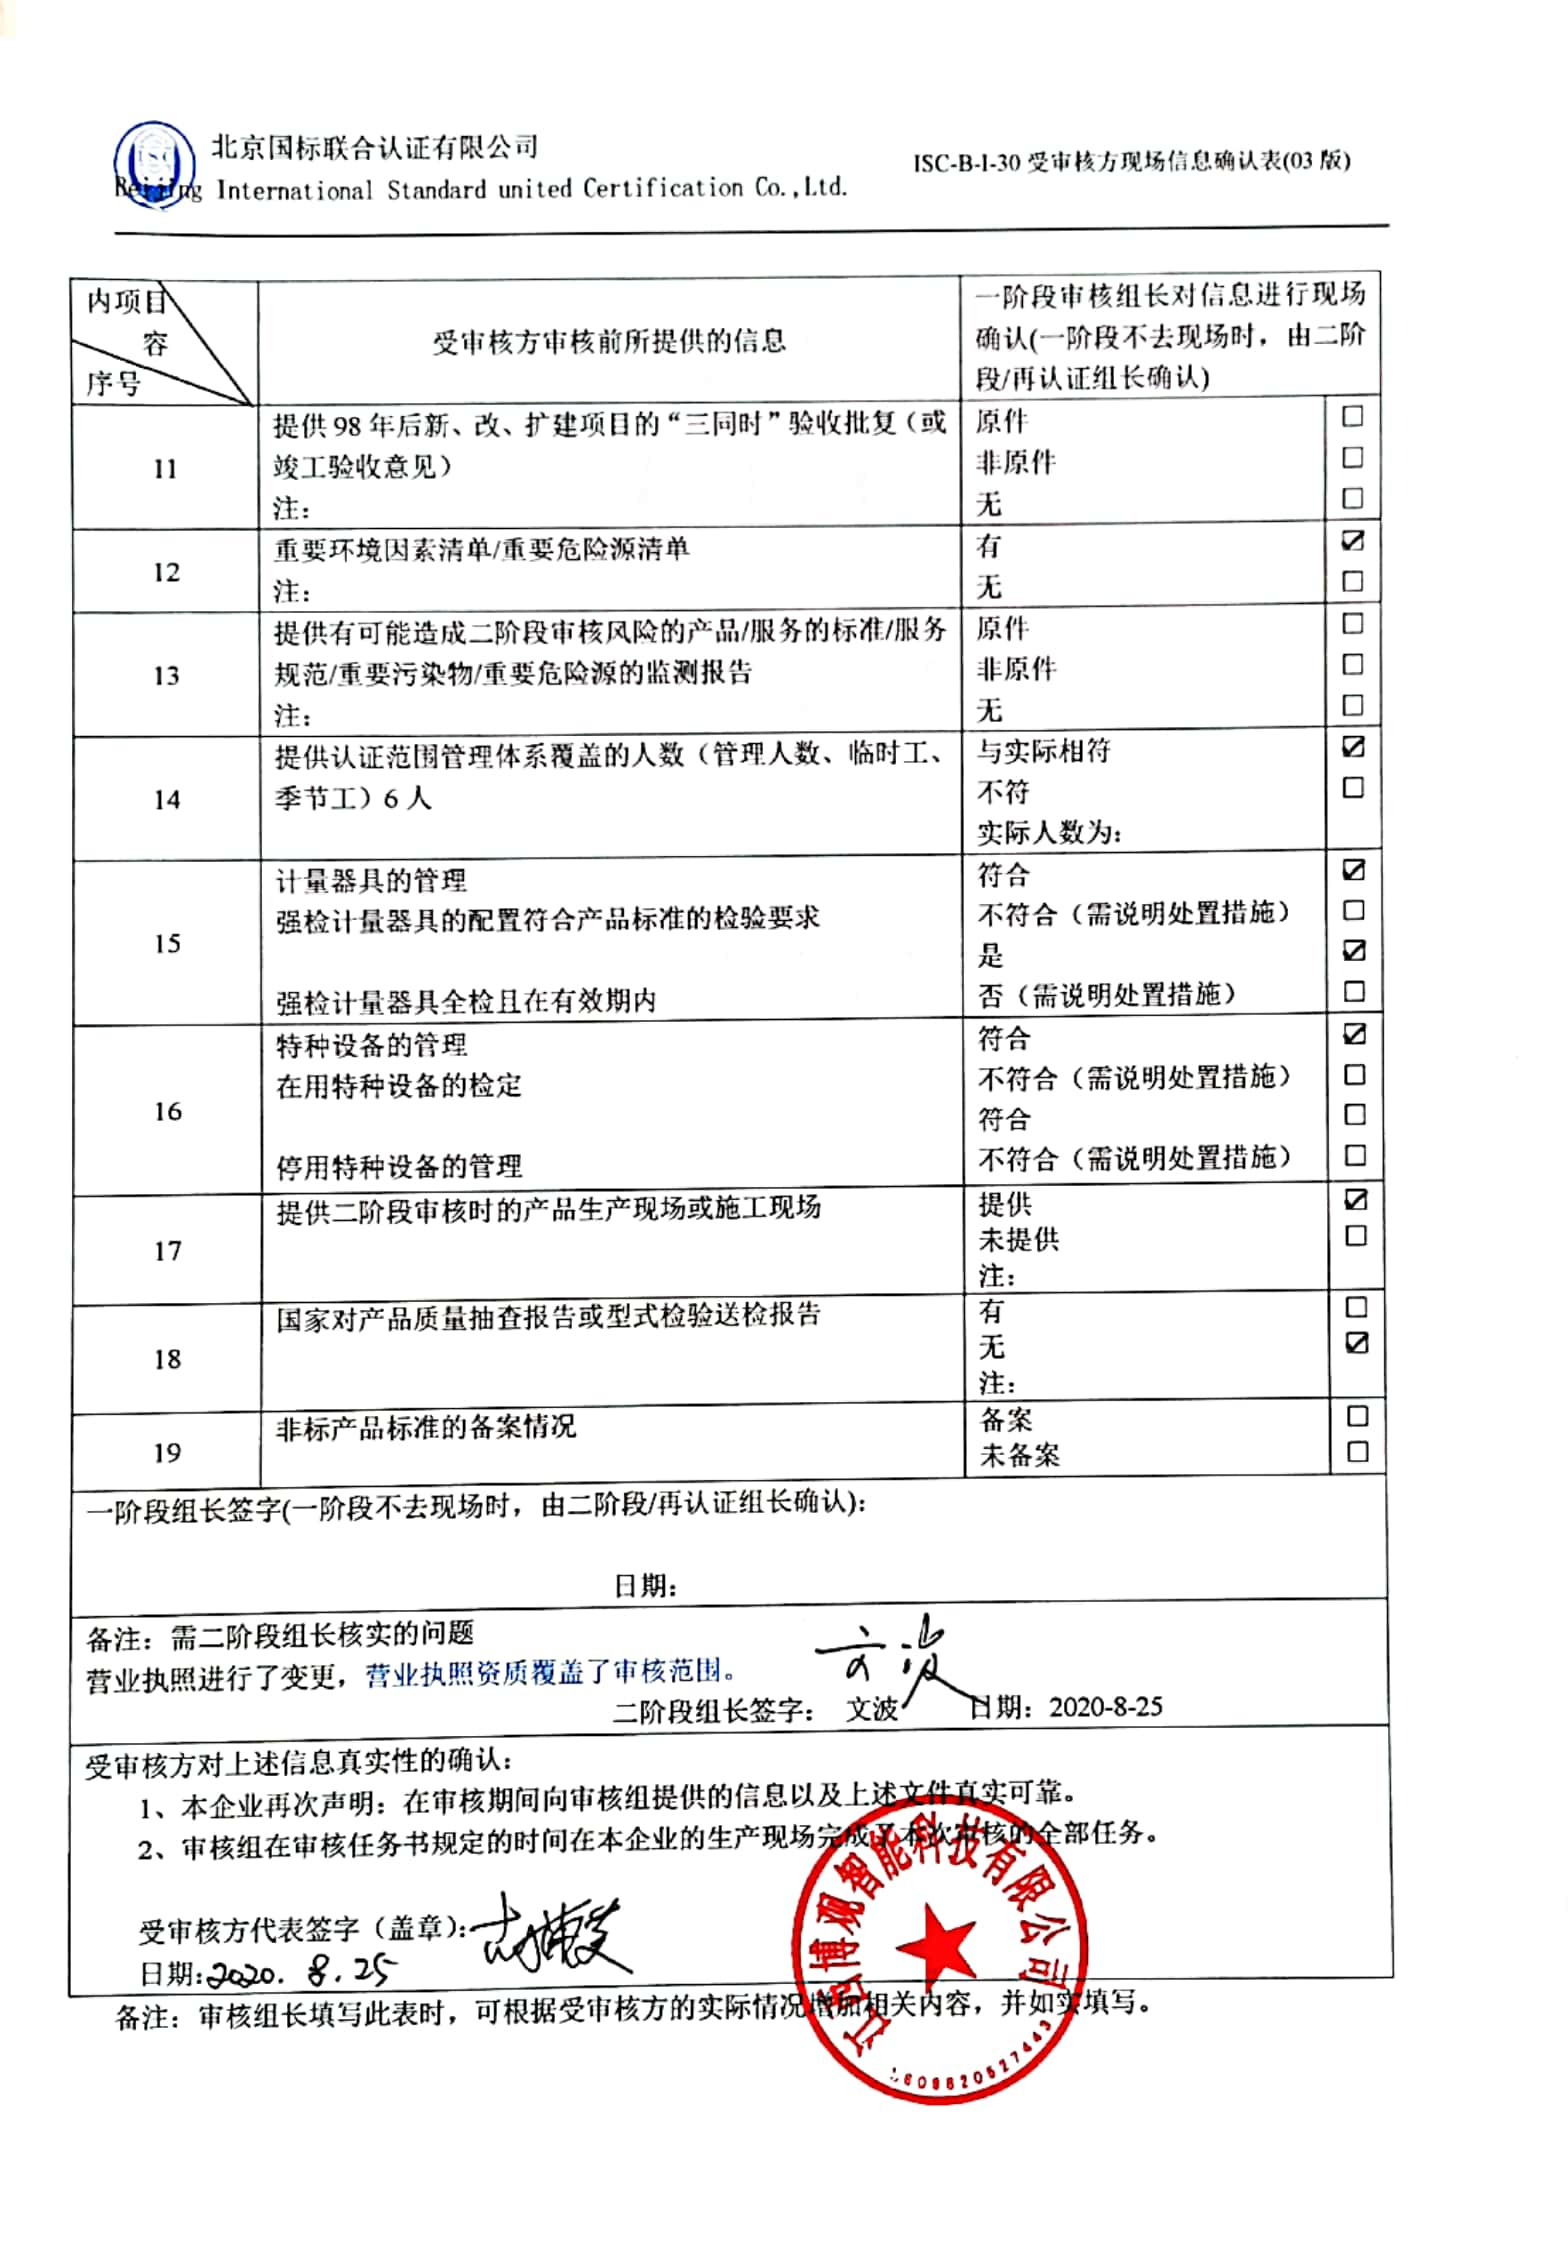 北京国标联合认证有限公司
Beijing International Standard united Certification Co.,Ltd.
ISC-B-I-30 受审核方现场信息确认表(03 版)
内项目
容
序号
受审核方审核前所提供的信息
一阶段审核组长对信息进行现场
确认(一阶段不去现场时，由二阶
段/再认证组长确认)
11
提供 98 年后新、改、扩建项目的“三同时”验收批复（或
竣工验收意见）
注：
原件 □
非原件 □
无 □
12
重要环境因素清单/重要危险源清单
注：
有 ☑
无 □
13
提供有可能造成二阶段审核风险的产品/服务的标准/服务
规范/重要污染物/重要危险源的监测报告
注：
原件 □
非原件 □
无 □
14
提供认证范围管理体系覆盖的人数（管理人数、临时工、
季节工）6 人
与实际相符 ☑
不符 □
实际人数为：
15
计量器具的管理
强检计量器具的配置符合产品标准的检验要求
强检计量器具全检且在有效期内
符合 ☑
不符合（需说明处置措施） □
是 ☑
否（需说明处置措施） □
16
特种设备的管理
在用特种设备的检定
停用特种设备的管理
符合 ☑
不符合（需说明处置措施） □
符合 □
不符合（需说明处置措施） □
17
提供二阶段审核时的产品生产现场或施工现场
提供 ☑
未提供 □
注：
18
国家对产品质量抽查报告或型式检验送检报告
有 □
无 ☑
注：
19
非标产品标准的备案情况
备案 □
未备案 □
一阶段组长签字(一阶段不去现场时，由二阶段/再认证组长确认)：
日期：
备注：需二阶段组长核实的问题
营业执照进行了变更，营业执照资质覆盖了审核范围。
文波
二阶段组长签字： 文波 日期：2020-8-25
受审核方对上述信息真实性的确认：
1、本企业再次声明：在审核期间向审核组提供的信息以及上述文件真实可靠。
2、审核组在审核任务书规定的时间在本企业的生产现场完成了本次审核的全部任务。
受审核方代表签字（盖章）：
日期：2020.8.25
江西博观智能科技有限公司
备注：审核组长填写此表时，可根据受审核方的实际情况增加相关内容，并如实填写。